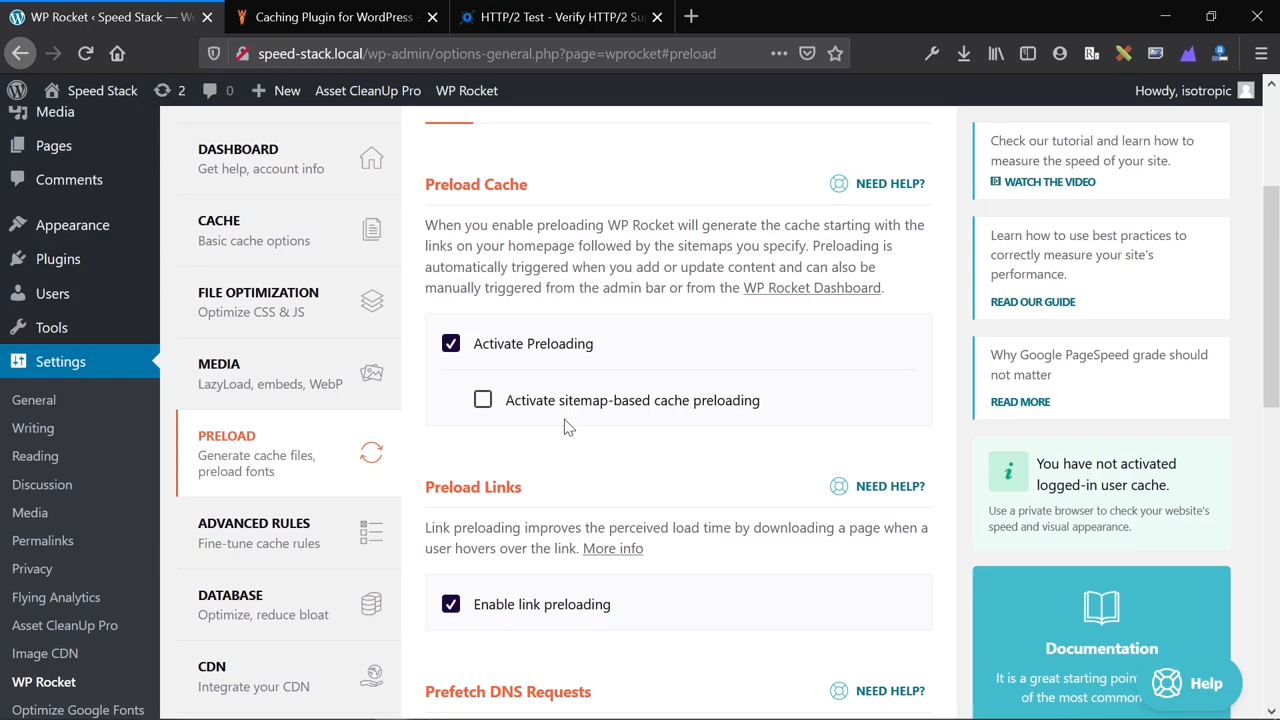 WP Rocket ‹ Speed Stack — Wo
Caching Plugin for WordPress -
HTTP/2 Test - Verify HTTP/2 Su
speed-stack.local/wp-admin/options-general.php?page=wprocket#preload
Speed Stack
2
0
New
Asset CleanUp Pro
WP Rocket
Howdy, isotropic
Media
Pages
Comments
Appearance
Plugins
Users
Tools
Settings
General
Writing
Reading
Discussion
Media
Permalinks
Privacy
Flying Analytics
Asset CleanUp Pro
Image CDN
WP Rocket
Optimize Google Fonts
DASHBOARD
Get help, account info
CACHE
Basic cache options
FILE OPTIMIZATION
Optimize CSS & JS
MEDIA
LazyLoad, embeds, WebP
PRELOAD
Generate cache files,
preload fonts
ADVANCED RULES
Fine-tune cache rules
DATABASE
Optimize, reduce bloat
CDN
Integrate your CDN
Preload Cache
NEED HELP?
When you enable preloading WP Rocket will generate the cache starting with the
links on your homepage followed by the sitemaps you specify. Preloading is
automatically triggered when you add or update content and can also be
manually triggered from the admin bar or from the WP Rocket Dashboard.
Activate Preloading
Activate sitemap-based cache preloading
Preload Links
NEED HELP?
Link preloading improves the perceived load time by downloading a page when a
user hovers over the link. More info
Enable link preloading
Prefetch DNS Requests
NEED HELP?
Check our tutorial and learn how to
measure the speed of your site.
WATCH THE VIDEO
Learn how to use best practices to
correctly measure your site's
performance.
READ OUR GUIDE
Why Google PageSpeed grade should
not matter
READ MORE
You have not activated
logged-in user cache.
Use a private browser to check your website's
speed and visual appearance.
Documentation
It is a great starting poin
of the most common
Help